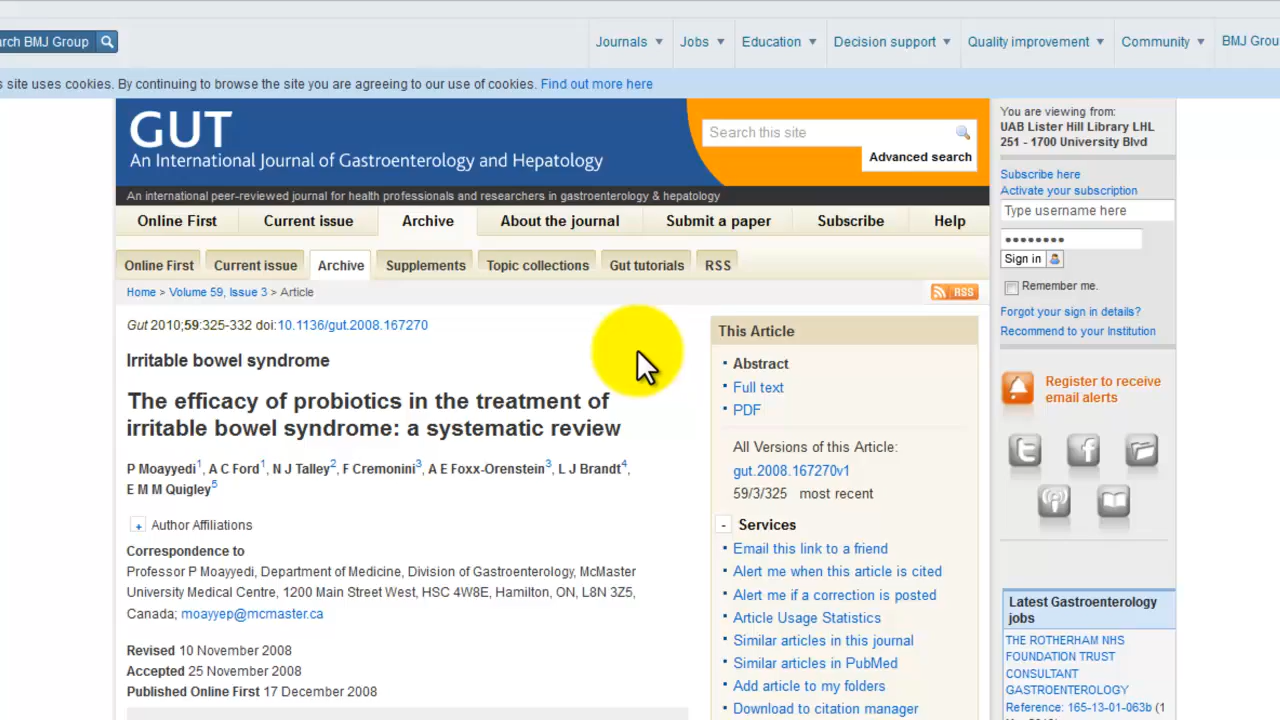 rch BMJ Group
Journals
Jobs
Education
Decision support
Quality improvement
Community
BMJ Grou
s site uses cookies. By continuing to browse the site you are agreeing to our use of cookies. Find out more here
GUT
An International Journal of Gastroenterology and Hepatology
Search this site
Advanced search
An international peer-reviewed journal for health professionals and researchers in gastroenterology & hepatology
Online First
Current issue
Archive
About the journal
Submit a paper
Subscribe
Help
Online First
Current issue
Archive
Supplements
Topic collections
Gut tutorials
RSS
Home > Volume 59, Issue 3 > Article
RSS
Gut 2010;59:325-332 doi:10.1136/gut.2008.167270
Irritable bowel syndrome
The efficacy of probiotics in the treatment of
irritable bowel syndrome: a systematic review
P Moayyedi1, A C Ford1, N J Talley2, F Cremonini3, A E Foxx-Orenstein3, L J Brandt4,
E M M Quigley5
+ Author Affiliations
Correspondence to
Professor P Moayyedi, Department of Medicine, Division of Gastroenterology, McMaster
University Medical Centre, 1200 Main Street West, HSC 4W8E, Hamilton, ON, L8N 3Z5,
Canada; moayyep@mcmaster.ca
Revised 10 November 2008
Accepted 25 November 2008
Published Online First 17 December 2008
This Article
Abstract
Full text
PDF
All Versions of this Article:
gut.2008.167270v1
59/3/325 most recent
- Services
Email this link to a friend
Alert me when this article is cited
Alert me if a correction is posted
Article Usage Statistics
Similar articles in this journal
Similar articles in PubMed
Add article to my folders
Download to citation manager
You are viewing from:
UAB Lister Hill Library LHL
251 - 1700 University Blvd
Subscribe here
Activate your subscription
Type username here
••••••••
Sign in
Remember me.
Forgot your sign in details?
Recommend to your Institution
Register to receive
email alerts
Latest Gastroenterology
jobs
THE ROTHERHAM NHS
FOUNDATION TRUST
CONSULTANT
GASTROENTEROLOGY
Reference: 165-13-01-063b (1